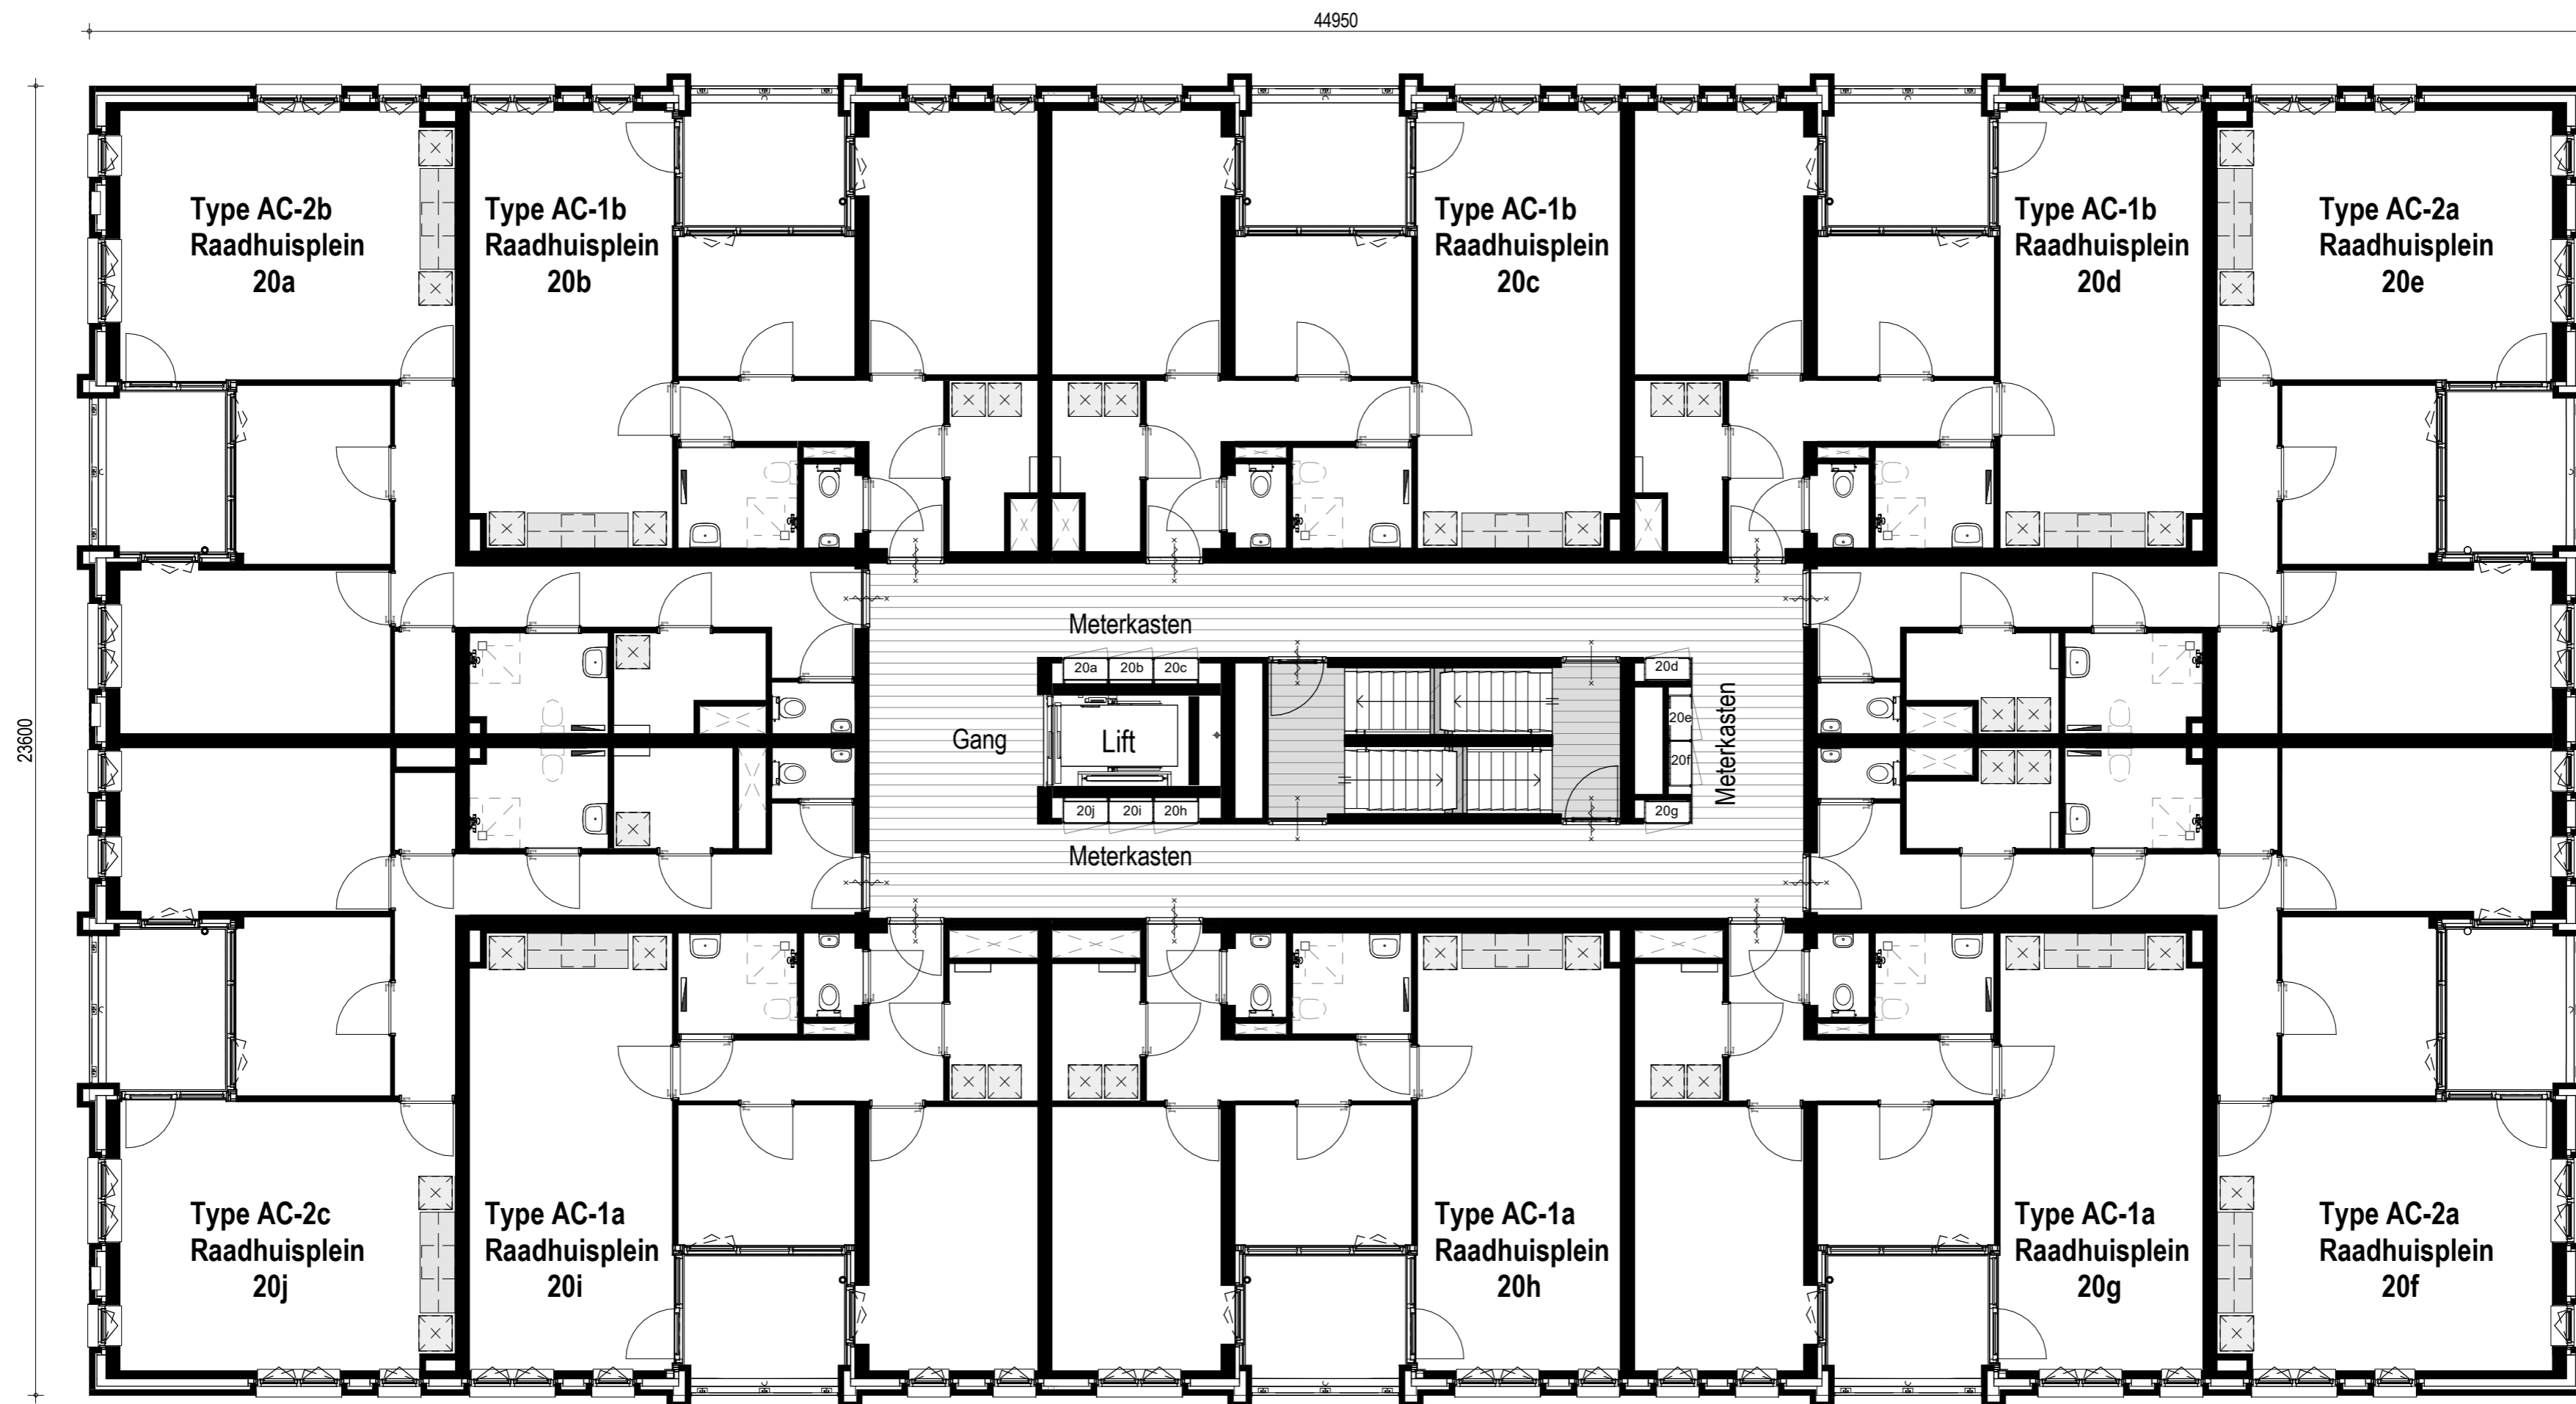 44950
23600
Type AC-2b
Raadhuisplein
20a
Type AC-1b
Raadhuisplein
20b
Type AC-1b
Raadhuisplein
20c
Type AC-1b
Raadhuisplein
20d
Type AC-2a
Raadhuisplein
20e
Meterkasten
20a
20b
20c
20d
Gang
Lift
20e
20f
Meterkasten
20j
20i
20h
20g
Meterkasten
Type AC-2c
Raadhuisplein
20j
Type AC-1a
Raadhuisplein
20i
Type AC-1a
Raadhuisplein
20h
Type AC-1a
Raadhuisplein
20g
Type AC-2a
Raadhuisplein
20f